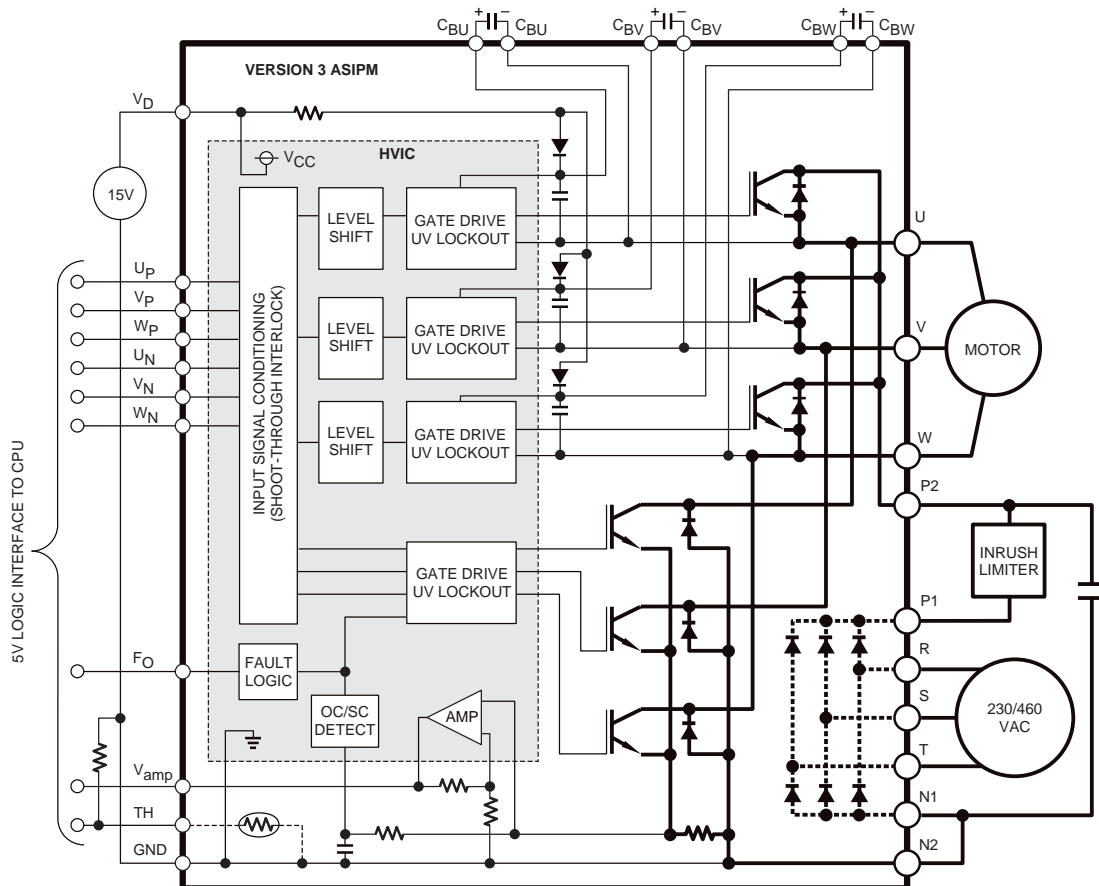 + –
+ –
+ –
CBU CBU
CBV CBV
CBW CBW
VERSION 3 ASIPM
VD
HVIC
VCC
15V
LEVEL
SHIFT
GATE DRIVE
UV LOCKOUT
U
UP
VP
WP
UN
VN
WN
INPUT SIGNAL CONDITIONING
(SHOOT-THROUGH INTERLOCK)
LEVEL
SHIFT
GATE DRIVE
UV LOCKOUT
V
MOTOR
LEVEL
SHIFT
GATE DRIVE
UV LOCKOUT
W
P2
5V LOGIC INTERFACE TO CPU
GATE DRIVE
UV LOCKOUT
INRUSH
LIMITER
P1
R
FO
FAULT
LOGIC
OC/SC
DETECT
AMP
S
230/460
VAC
T
Vamp
N1
TH
GND
N2